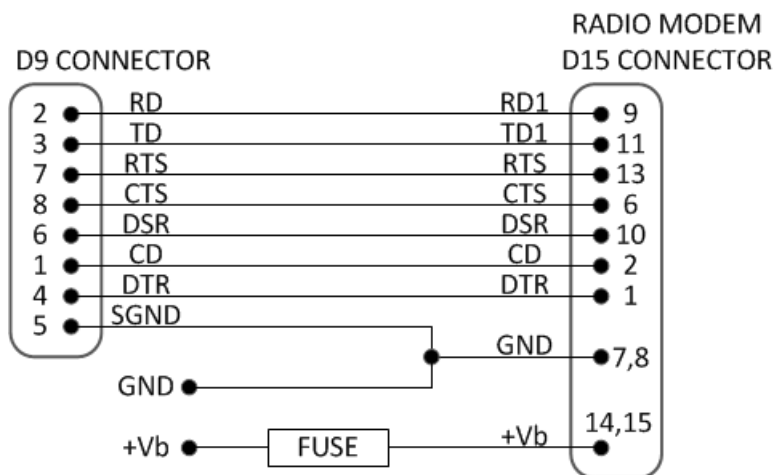 RADIO MODEM
D9 CONNECTOR D15 CONNECTOR
2 RD RD1 9
3 TD TD1 11
7 RTS RTS 13
8 CTS CTS 6
6 DSR DSR 10
1 CD CD 2
4 DTR DTR 1
5 SGND
GND 7,8
GND
14,15
+Vb FUSE +Vb